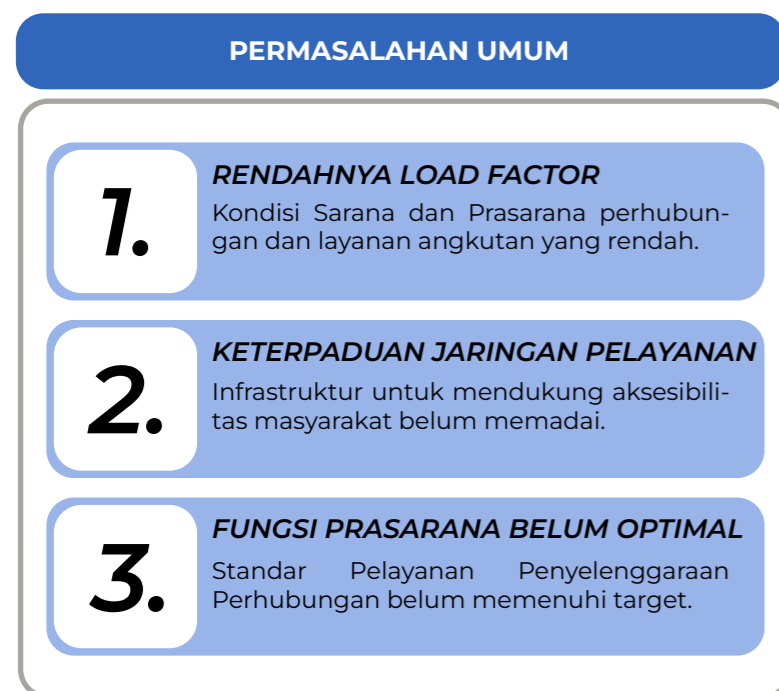 PERMASALAHAN UMUM
1.
RENDAHNYA LOAD FACTOR
Kondisi Sarana dan Prasarana perhubun-
gan dan layanan angkutan yang rendah.
2.
KETERPADUAN JARINGAN PELAYANAN
Infrastruktur untuk mendukung aksesibili-
tas masyarakat belum memadai.
3.
FUNGSI PRASARANA BELUM OPTIMAL
Standar Pelayanan Penyelenggaraan
Perhubungan belum memenuhi target.